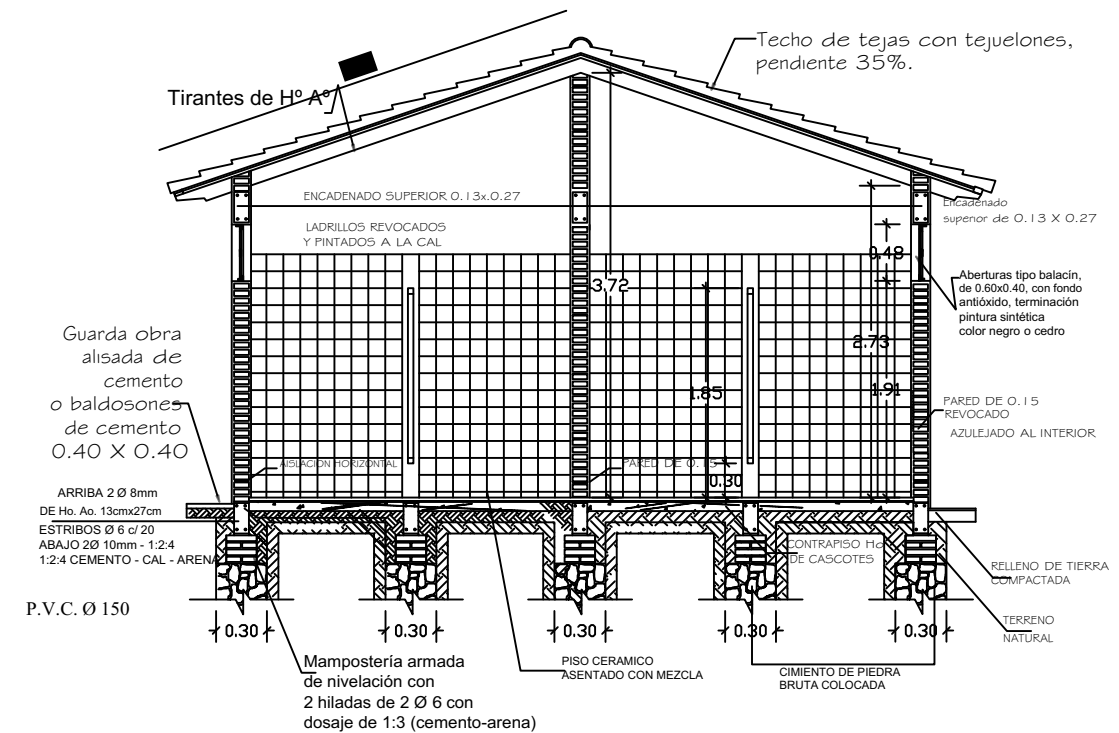 Techo de tejas con tejuelones,
pendiente 35%.
Tirantes de Hº Aº
ENCADENADO SUPERIOR 0.13x.0.27
Encadenado
superior de 0.13 X 0.27
LADRILLOS REVOCADOS
Y PINTADOS A LA CAL
0.48
Aberturas tipo balacín,
de 0.60x0.40, con fondo
antióxido, terminación
pintura sintética
color negro o cedro
3.72
2.73
1.85
1.91
Guarda obra
alisada de
cemento
o baldosones
de cemento
0.40 X 0.40
PARED DE 0.15
REVOCADO
AZULEJADO AL INTERIOR
AISLACION HORIZONTAL
PARED DE 0.15
0.30
ARRIBA 2 Ø 8mm
DE Ho. Ao. 13cmx27cm
ESTRIBOS Ø 6 c/ 20
ABAJO 2Ø 10mm - 1:2:4
1:2:4 CEMENTO - CAL - ARENA
CONTRAPISO Ho
DE CASCOTES
RELLENO DE TIERRA
COMPACTADA
P.V.C. Ø 150
TERRENO
NATURAL
0.30
0.30
0.30
0.30
0.30
Mampostería armada
de nivelación con
2 hiladas de 2 Ø 6 con
dosaje de 1:3 (cemento-arena)
PISO CERAMICO
ASENTADO CON MEZCLA
CIMIENTO DE PIEDRA
BRUTA COLOCADA